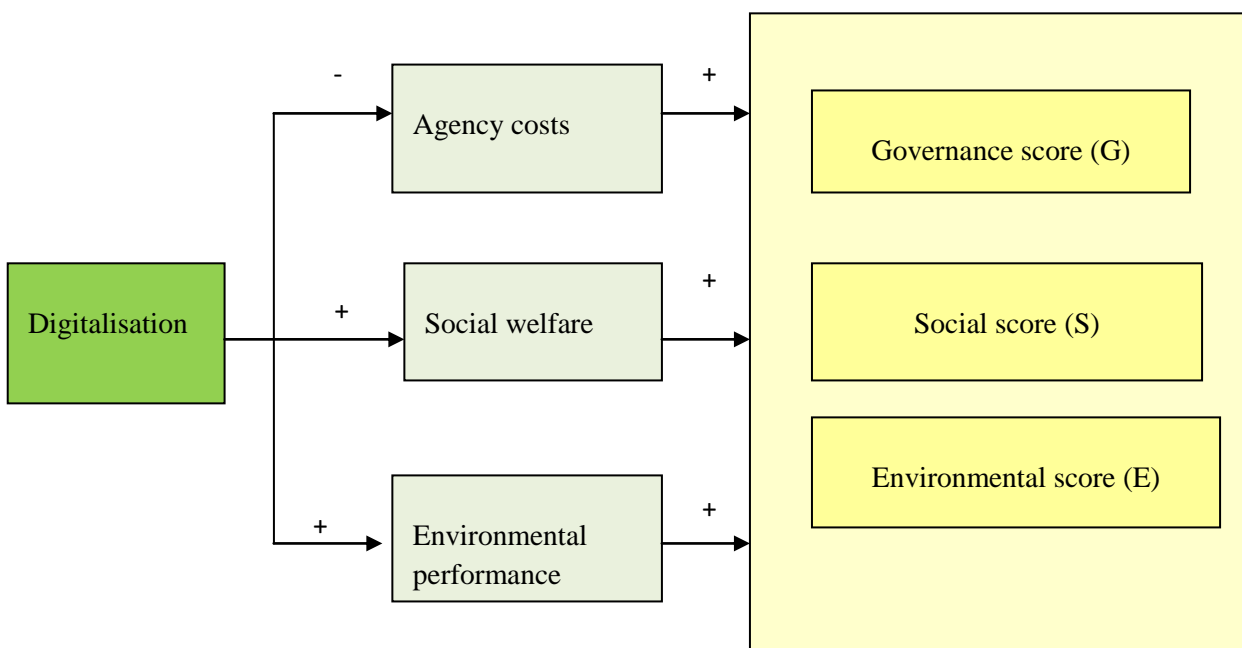 -
+
Agency costs
Governance score (G)
Digitalisation
+
Social welfare
+
Social score (S)
+
Environmental
performance
+
Environmental score (E)